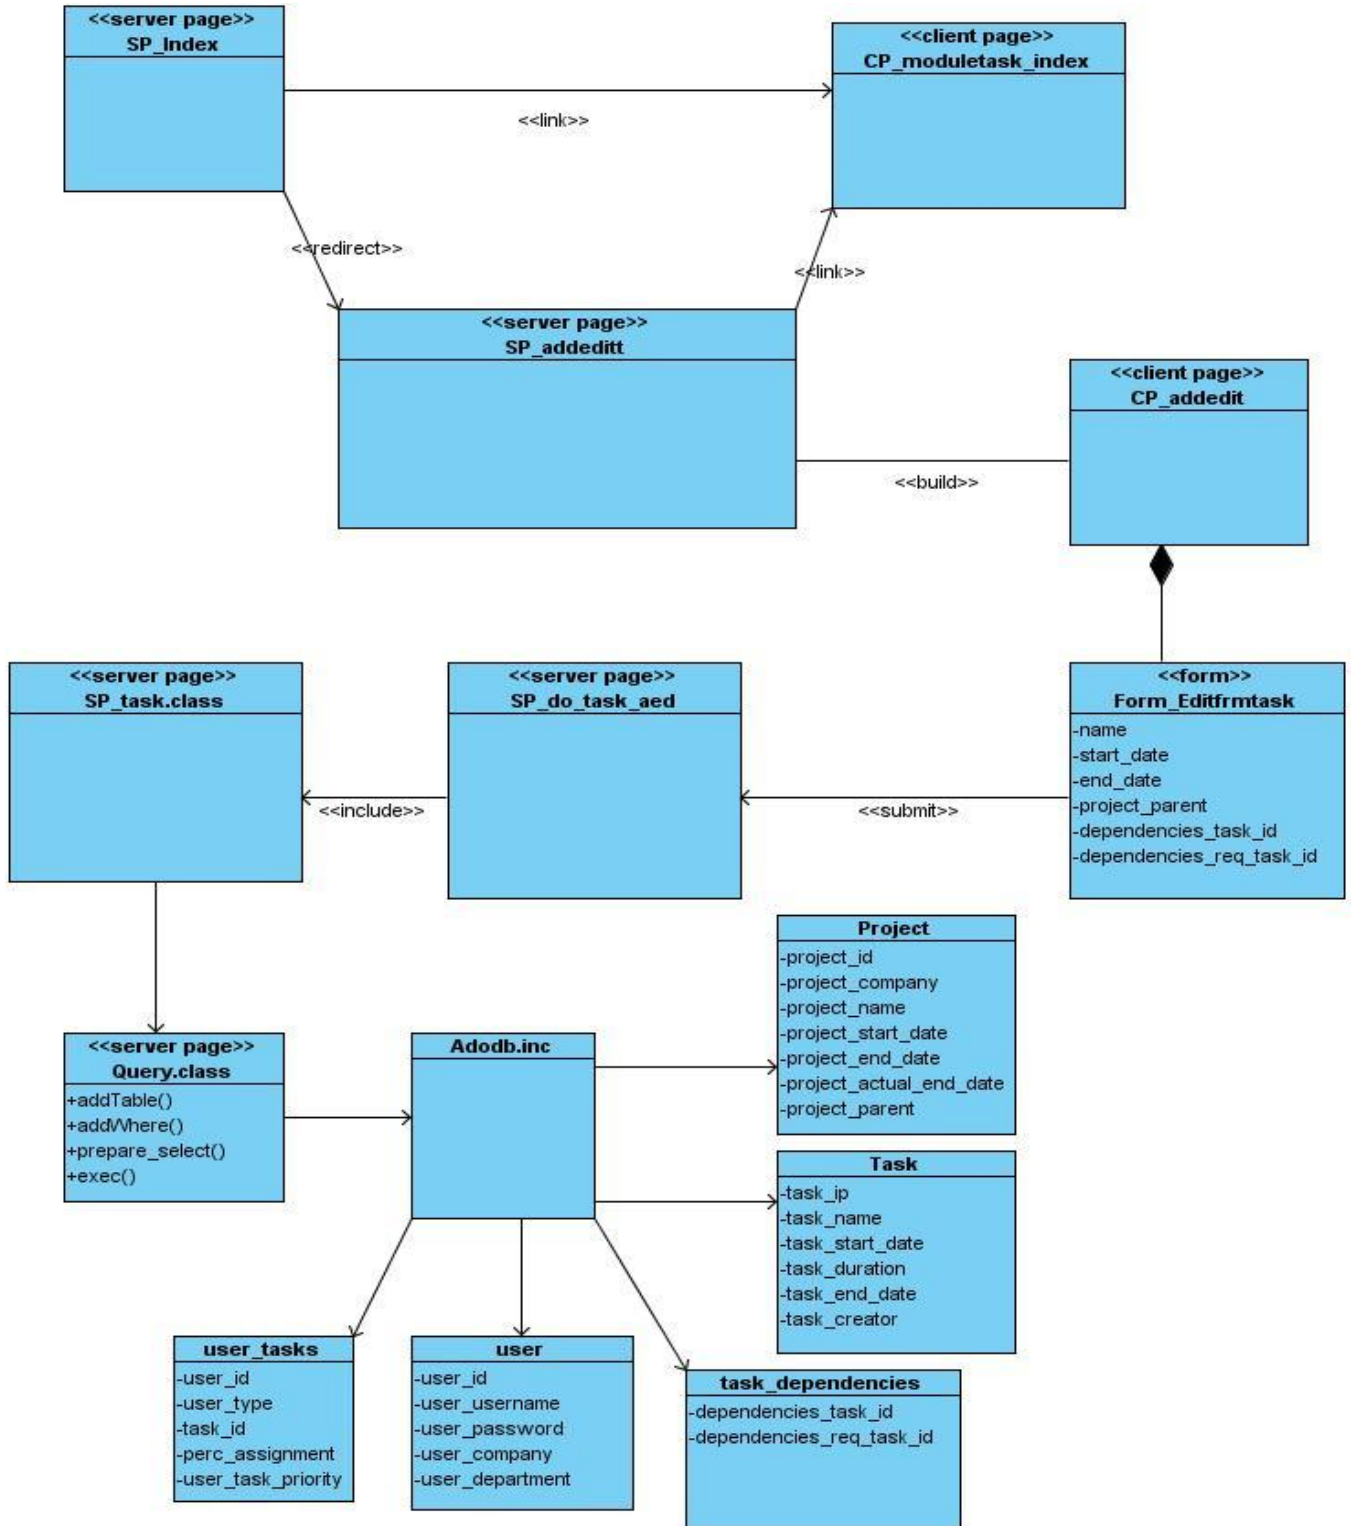 <<server page>>
SP_Index
<<client page>>
CP_moduletask_index
<<link>>
<<redirect>>
<<link>>
<<server page>>
SP_addeditt
<<client page>>
CP_addedit
<<build>>
<<server page>>
SP_task.class
<<server page>>
SP_do_task_aed
<<form>>
Form_Editfrmtask
-name
-start_date
-end_date
-project_parent
-dependencies_task_id
-dependencies_req_task_id
<<include>>
<<submit>>
Project
-project_id
-project_company
-project_name
-project_start_date
-project_end_date
-project_actual_end_date
-project_parent
<<server page>>
Query.class
+addTable()
+addWhere()
+prepare_select()
+exec()
Adodb.inc
Task
-task_ip
-task_name
-task_start_date
-task_duration
-task_end_date
-task_creator
user_tasks
-user_id
-user_type
-task_id
-perc_assignment
-user_task_priority
user
-user_id
-user_username
-user_password
-user_company
-user_department
task_dependencies
-dependencies_task_id
-dependencies_req_task_id